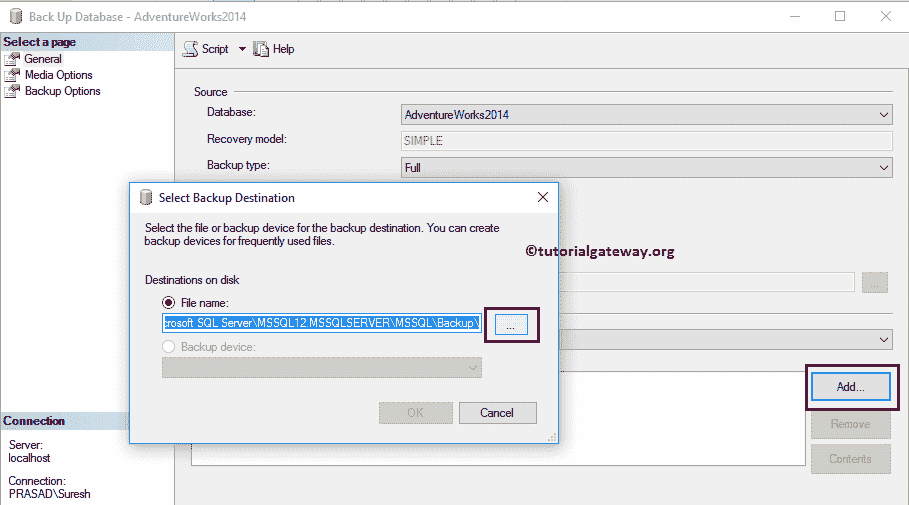 Back Up Database - AdventureWorks2014
Select a page
General
Media Options
Backup Options
Script
Help
Source
Database:
AdventureWorks2014
Recovery model:
SIMPLE
Backup type:
Full
Select Backup Destination
Select the file or backup device for the backup destination. You can create
backup devices for frequently used files.
©tutorialgateway.org
Destinations on disk
File name:
crosoft SQL Server\MSSQL12.MSSQLSERVER\MSSQL\Backup\
...
...
Backup device:
Add...
OK
Cancel
Remove
Contents
Connection
Server:
localhost
Connection:
PRASAD\Suresh